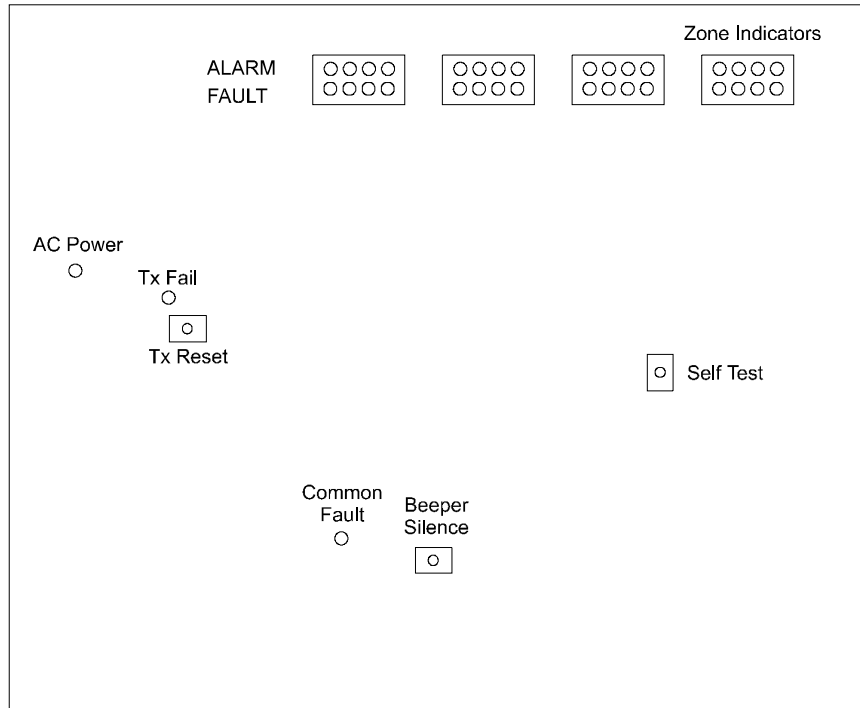 Zone Indicators
ALARM
FAULT
AC Power
Tx Fail
Tx Reset
Self Test
Common
Fault
Beeper
Silence